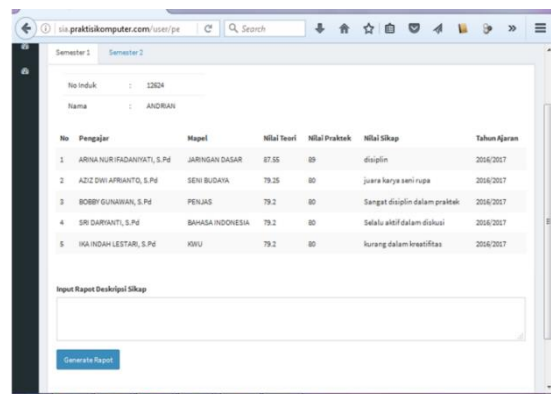 sia.praktisikomputer.com/user/pe
Search
Semester 1 Semester 2
No Induk : 12624
Nama : ANDRIAN
No Pengajar Mapel Nilai Teori Nilai Praktek Nilai Sikap Tahun Ajaran
1 ARINA NUR IFADANIYATI, S.Pd JARINGAN DASAR 87.55 89 disiplin 2016/2017
2 AZIZ DWI AFRIANTO, S.Pd SENI BUDAYA 79.25 80 juara karya seni rupa 2016/2017
3 BOBBY GUNAWAN, S.Pd PENJAS 79.2 80 Sangat disiplin dalam praktek 2016/2017
4 SRI DARYANTI, S.Pd BAHASA INDONESIA 79.2 80 Selalu aktif dalam diskusi 2016/2017
5 IKA INDAH LESTARI, S.Pd KWU 79.2 80 kurang dalam kreatifitas 2016/2017
Input Rapot Deskripsi Sikap
Generate Rapot